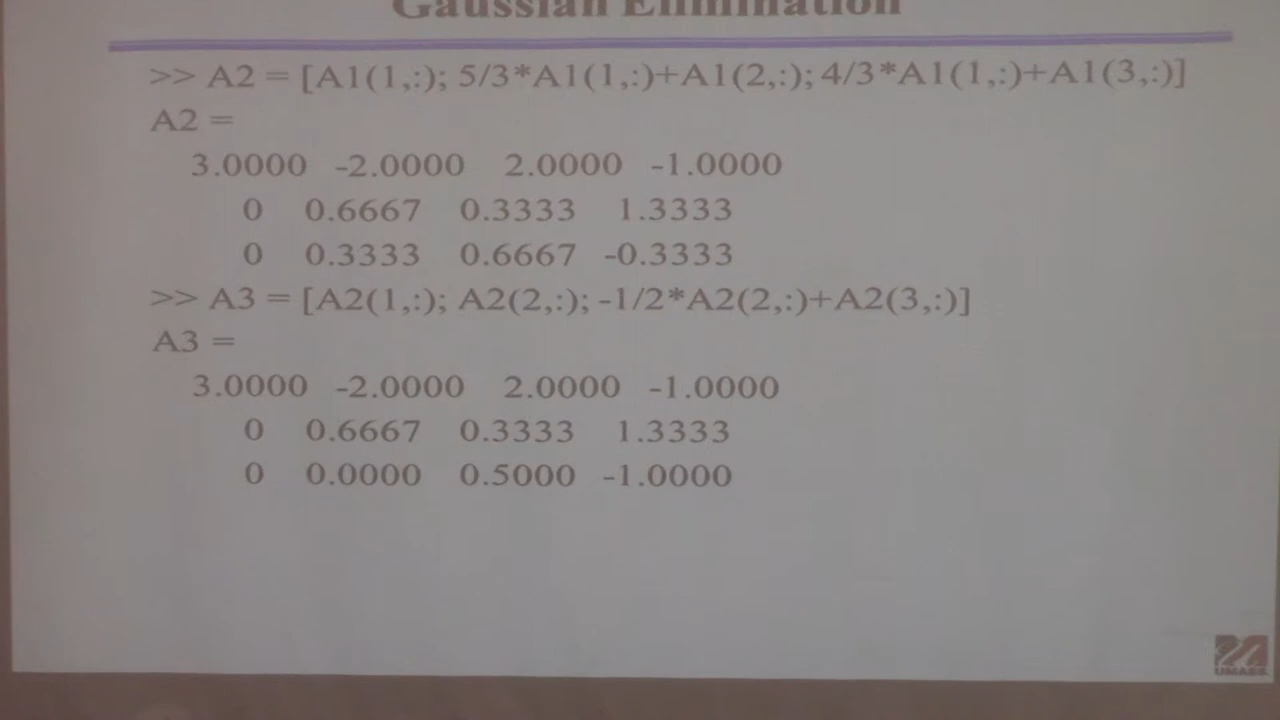 Gaussian Elimination
>> A2 = [A1(1,:); 5/3*A1(1,:)+A1(2,:); 4/3*A1(1,:)+A1(3,:)]
A2 =
3.0000 -2.0000 2.0000 -1.0000
0 0.6667 0.3333 1.3333
0 0.3333 0.6667 -0.3333
>> A3 = [A2(1,:); A2(2,:); -1/2*A2(2,:)+A2(3,:)]
A3 =
3.0000 -2.0000 2.0000 -1.0000
0 0.6667 0.3333 1.3333
0 0.0000 0.5000 -1.0000
UMASS